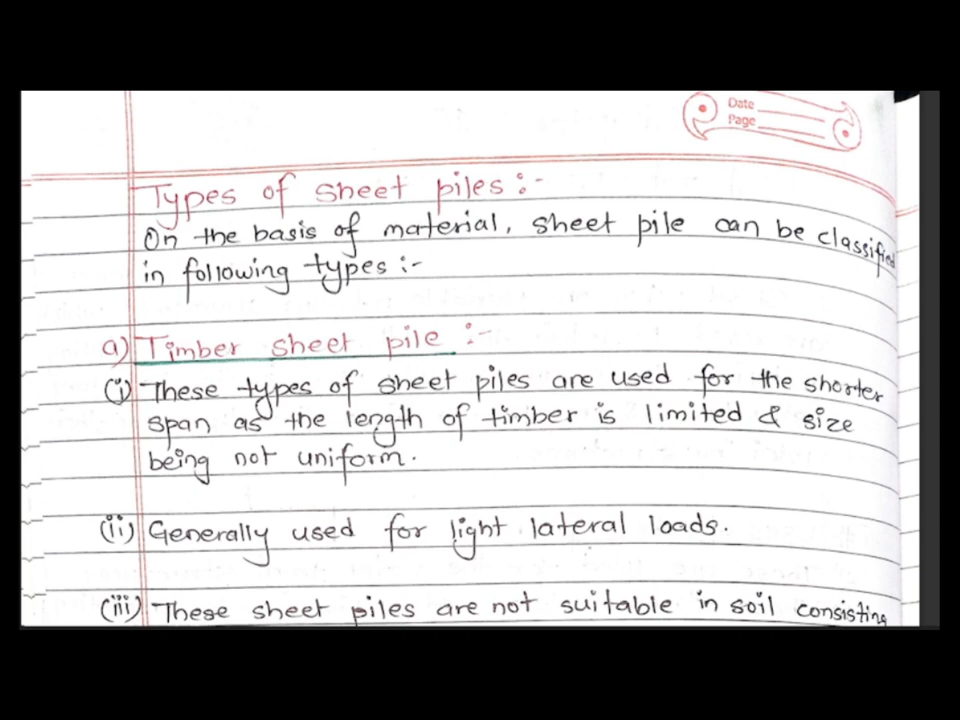 Date
Page
Types of sheet piles :-
On the basis of material, sheet pile can be classified
in following types :-
a) Timber sheet pile :-
(i) These types of sheet piles are used for the shorter
span as the length of timber is limited & size
being not uniform.
(ii) Generally used for light lateral loads.
(iii) These sheet piles are not suitable in soil consisting